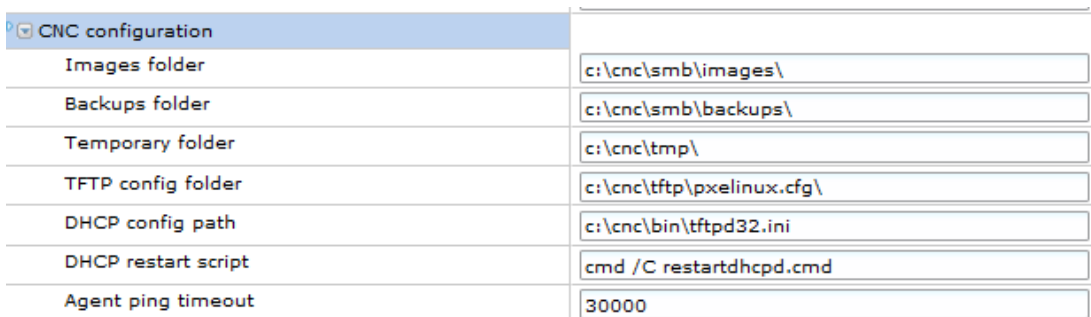 CNC configuration
Images folder c:\cnc\smb\images\
Backups folder c:\cnc\smb\backups\
Temporary folder c:\cnc\tmp\
TFTP config folder c:\cnc\tftp\pxelinux.cfg\
DHCP config path c:\cnc\bin\tftpd32.ini
DHCP restart script cmd /C restartdhcpd.cmd
Agent ping timeout 30000